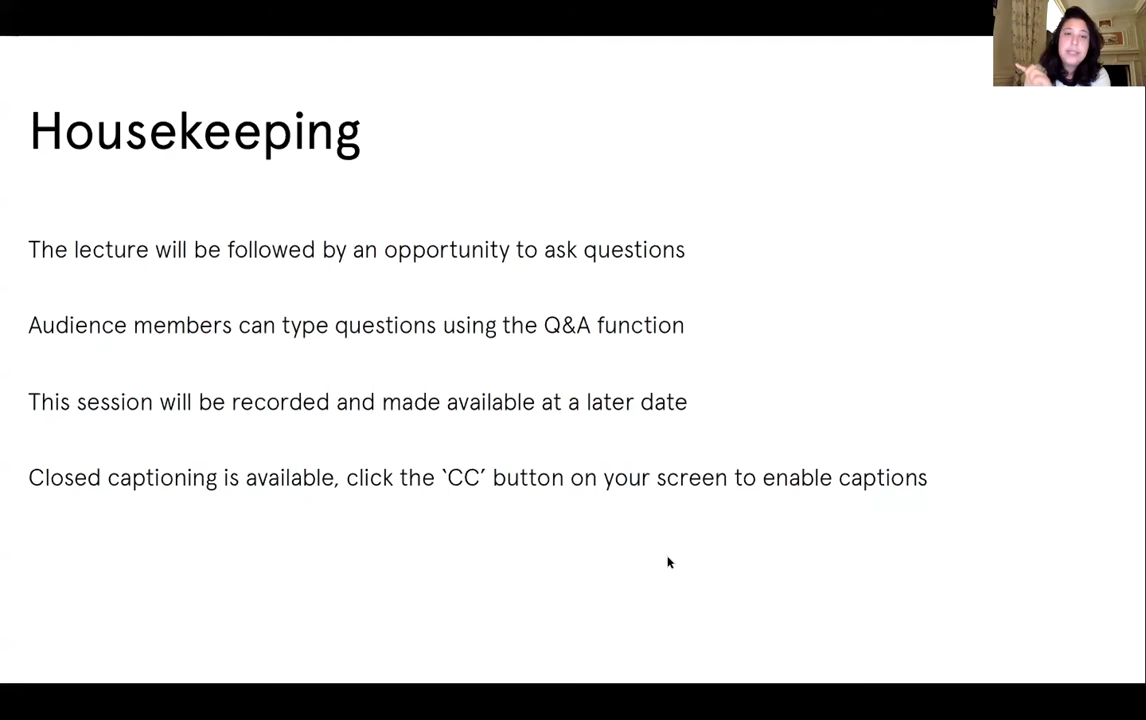 Housekeeping
The lecture will be followed by an opportunity to ask questions
Audience members can type questions using the Q&A function
This session will be recorded and made available at a later date
Closed captioning is available, click the ‘CC’ button on your screen to enable captions